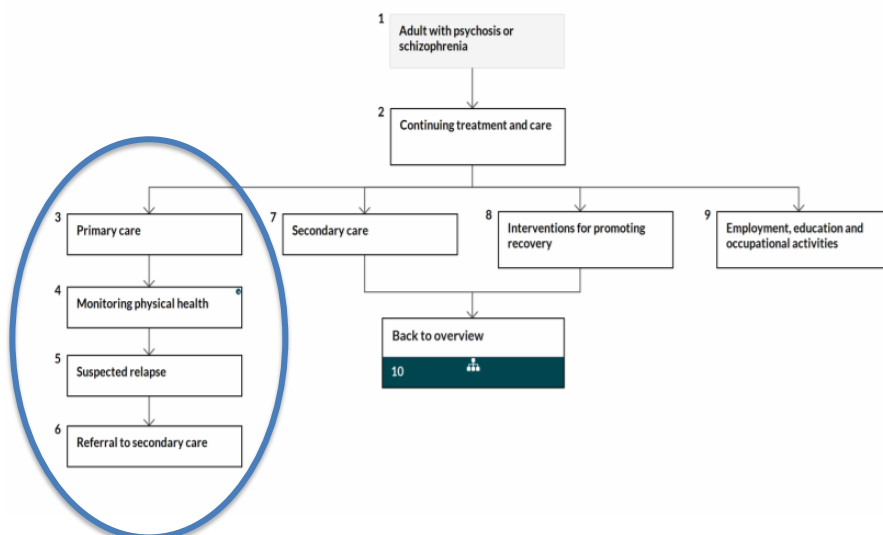 1
Adult with psychosis or
schizophrenia
2
Continuing treatment and care
3
Primary care
7
Secondary care
8
Interventions for promoting
recovery
9
Employment, education and
occupational activities
4
Monitoring physical health
5
Suspected relapse
6
Referral to secondary care
Back to overview
10